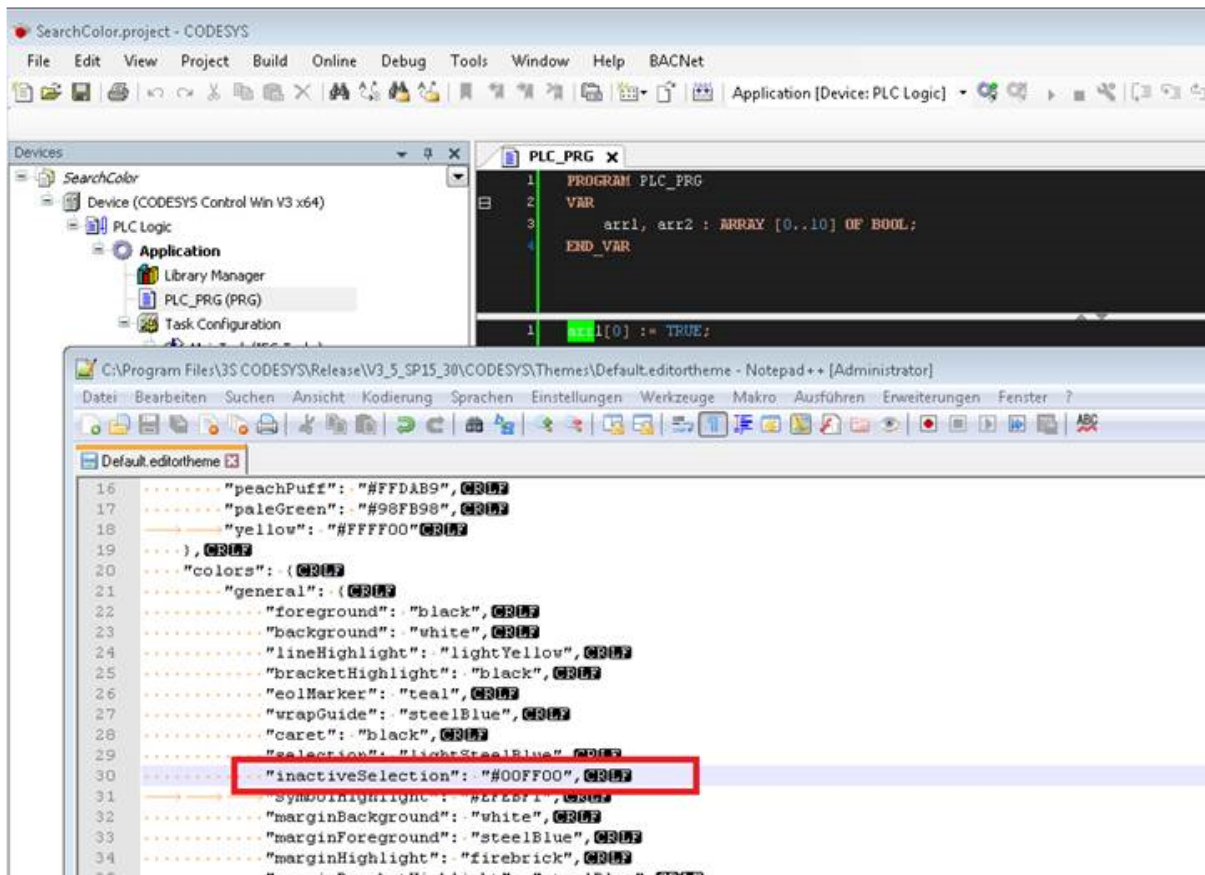 SearchColor.project - CODESYS
File Edit View Project Build Online Debug Tools Window Help BACNet
Application [Device: PLC Logic]
Devices
SearchColor
Device (CODESYS Control Win V3 x64)
PLC Logic
Application
Library Manager
PLC_PRG (PRG)
Task Configuration
PLC_PRG
1 PROGRAM PLC_PRG
2 VAR
3 arr1, arr2 : ARRAY [0..10] OF BOOL;
4 END_VAR
1 arr1[0] := TRUE;
C:\Program Files\3S CODESYS\Release\V3_5_SP15_30\CODESYS\Themes\Default.editortheme - Notepad++ [Administrator]
Datei Bearbeiten Suchen Ansicht Kodierung Sprachen Einstellungen Werkzeuge Makro Ausführen Erweiterungen Fenster ?
ABC
Default.editortheme
16 "peachPuff": "#FFDAB9",CRLF
17 "paleGreen": "#98FB98",CRLF
18 "yellow": "#FFFF00"CRLF
19 },CRLF
20 "colors": {CRLF
21 "general": {CRLF
22 "foreground": "black",CRLF
23 "background": "white",CRLF
24 "lineHighlight": "lightYellow",CRLF
25 "bracketHighlight": "black",CRLF
26 "eolMarker": "teal",CRLF
27 "wrapGuide": "steelBlue",CRLF
28 "caret": "black",CRLF
29 "selection": "lightSteelBlue",CRLF
30 "inactiveSelection": "#00FF00",CRLF
31 "symbolHighlight": CRLF
32 "marginBackground": "white",CRLF
33 "marginForeground": "steelBlue",CRLF
34 "marginHighlight": "firebrick",CRLF